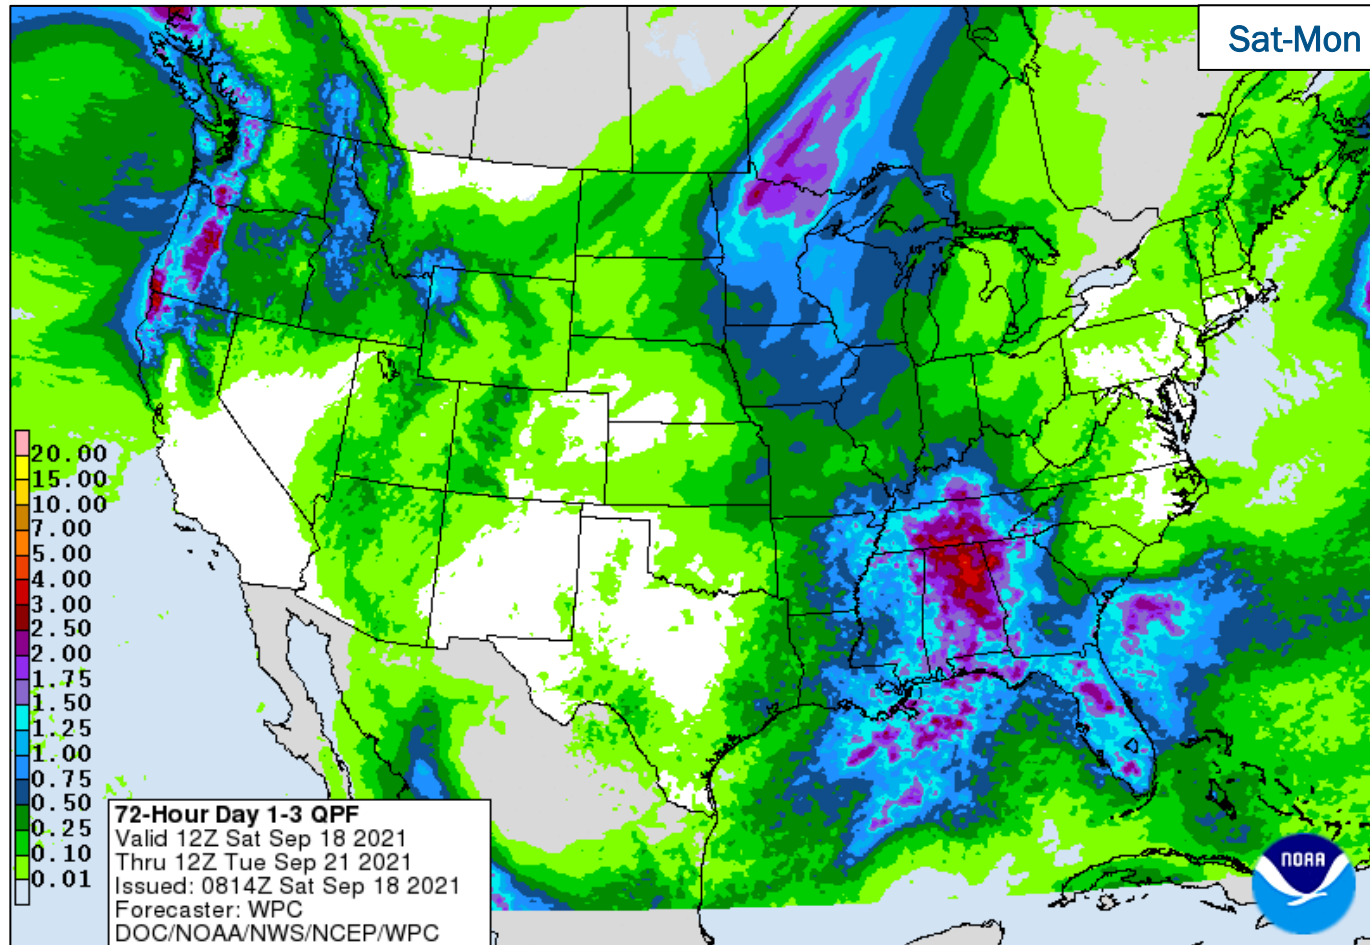 Sat-Mon
20.00
15.00
10.00
7.00
5.00
4.00
3.00
2.50
2.00
1.75
1.50
1.25
1.00
0.75
0.50
0.25
0.10
0.01
72-Hour Day 1-3 QPF
Valid 12Z Sat Sep 18 2021
Thru 12Z Tue Sep 21 2021
Issued: 0814Z Sat Sep 18 2021
Forecaster: WPC
DOC/NOAA/NWS/NCEP/WPC
NOAA